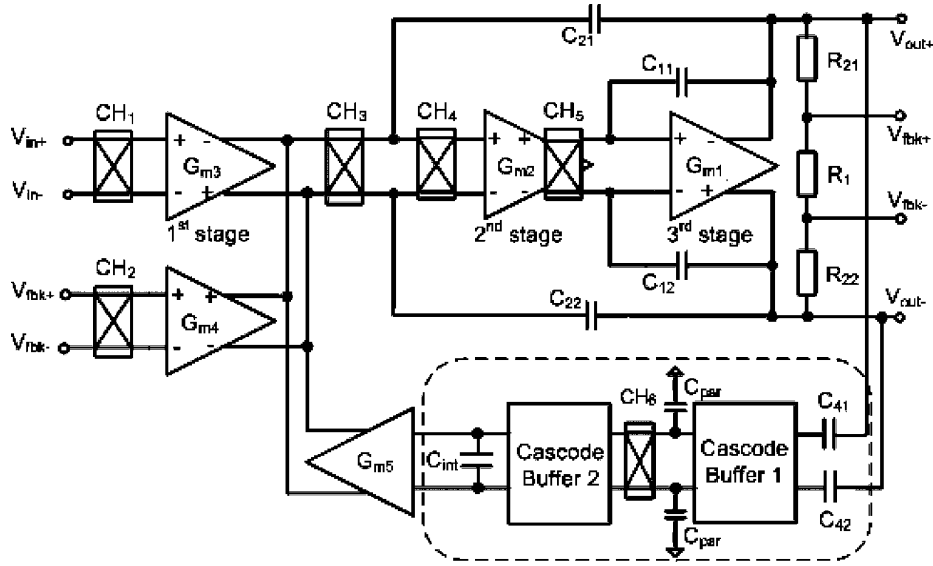 C21
Vout+
R21
C11
CH1
CH3
CH4
CH5
Vfbk+
Vin+
+ -
+ +
+ -
Gm3
Gm2
Gm1
R1
Vin-
- +
-
- +
Vfbk-
1st stage
2nd stage
3rd stage
CH2
C12
R22
C22
Vfbk+
+ +
Vout-
Gm4
Vfbk-
- -
CH6
Cpar
C41
Gm5
Cint
Cascode
Buffer 2
Cascode
Buffer 1
C42
Cpar